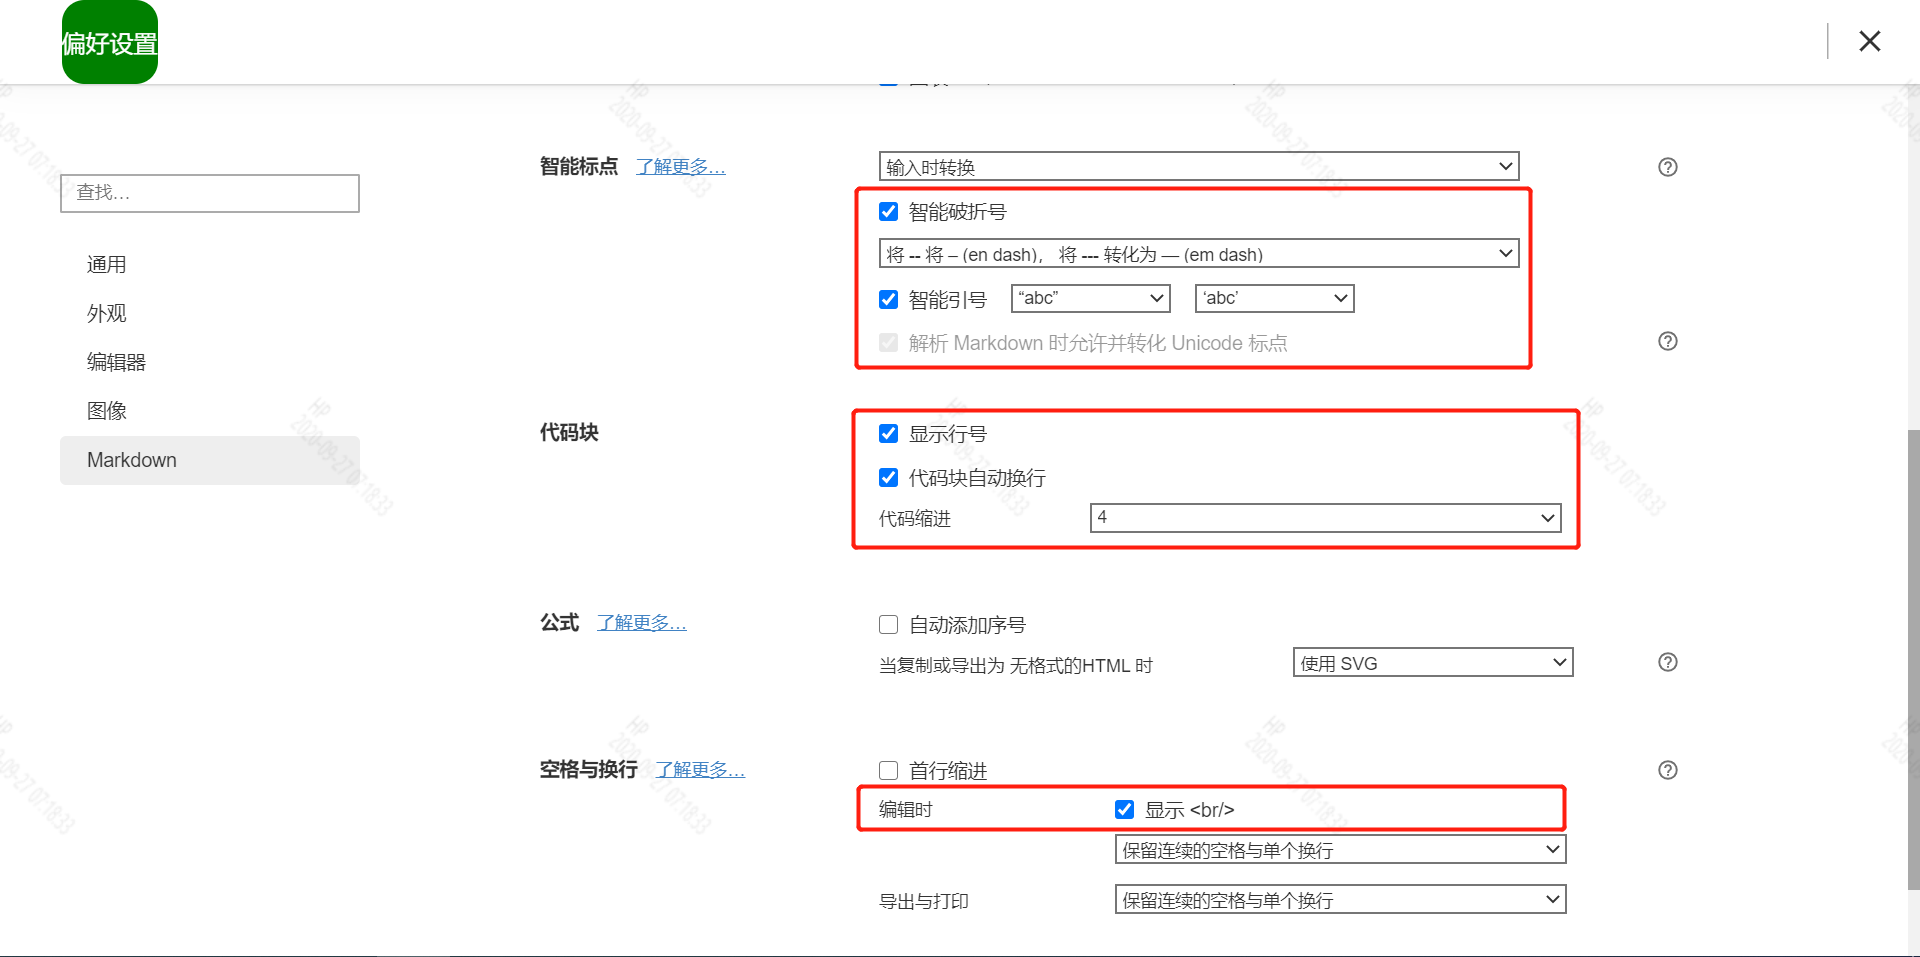 偏好设置
查找...
通用
外观
编辑器
图像
Markdown
智能标点 了解更多...
输入时转换
智能破折号
将 -- 将 – (en dash)， 将 --- 转化为 — (em dash)
智能引号 “abc” ‘abc’
解析 Markdown 时允许并转化 Unicode 标点
代码块
显示行号
代码块自动换行
代码缩进 4
公式 了解更多...
自动添加序号
当复制或导出为 无格式的HTML 时 使用 SVG
空格与换行 了解更多...
首行缩进
编辑时 显示 <br/>
保留连续的空格与单个换行
导出与打印 保留连续的空格与单个换行
HP
2020-09-27 07:18:33